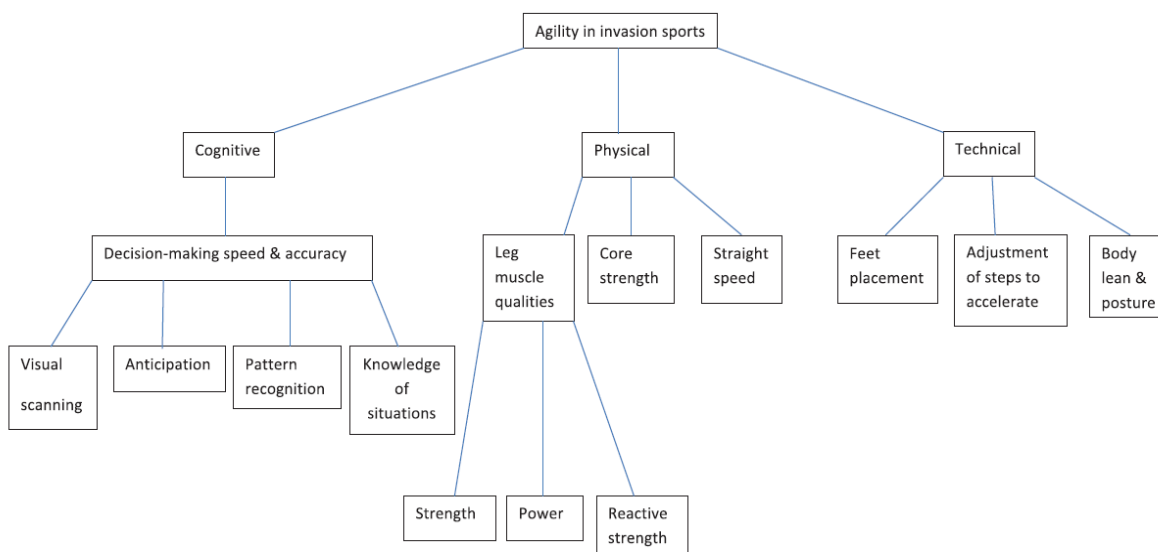 Agility in invasion sports
Cognitive
Physical
Technical
Decision-making speed & accuracy
Leg
muscle
qualities
Core
strength
Straight
speed
Feet
placement
Adjustment
of steps to
accelerate
Body
lean &
posture
Visual
scanning
Anticipation
Pattern
recognition
Knowledge
of
situations
Strength
Power
Reactive
strength